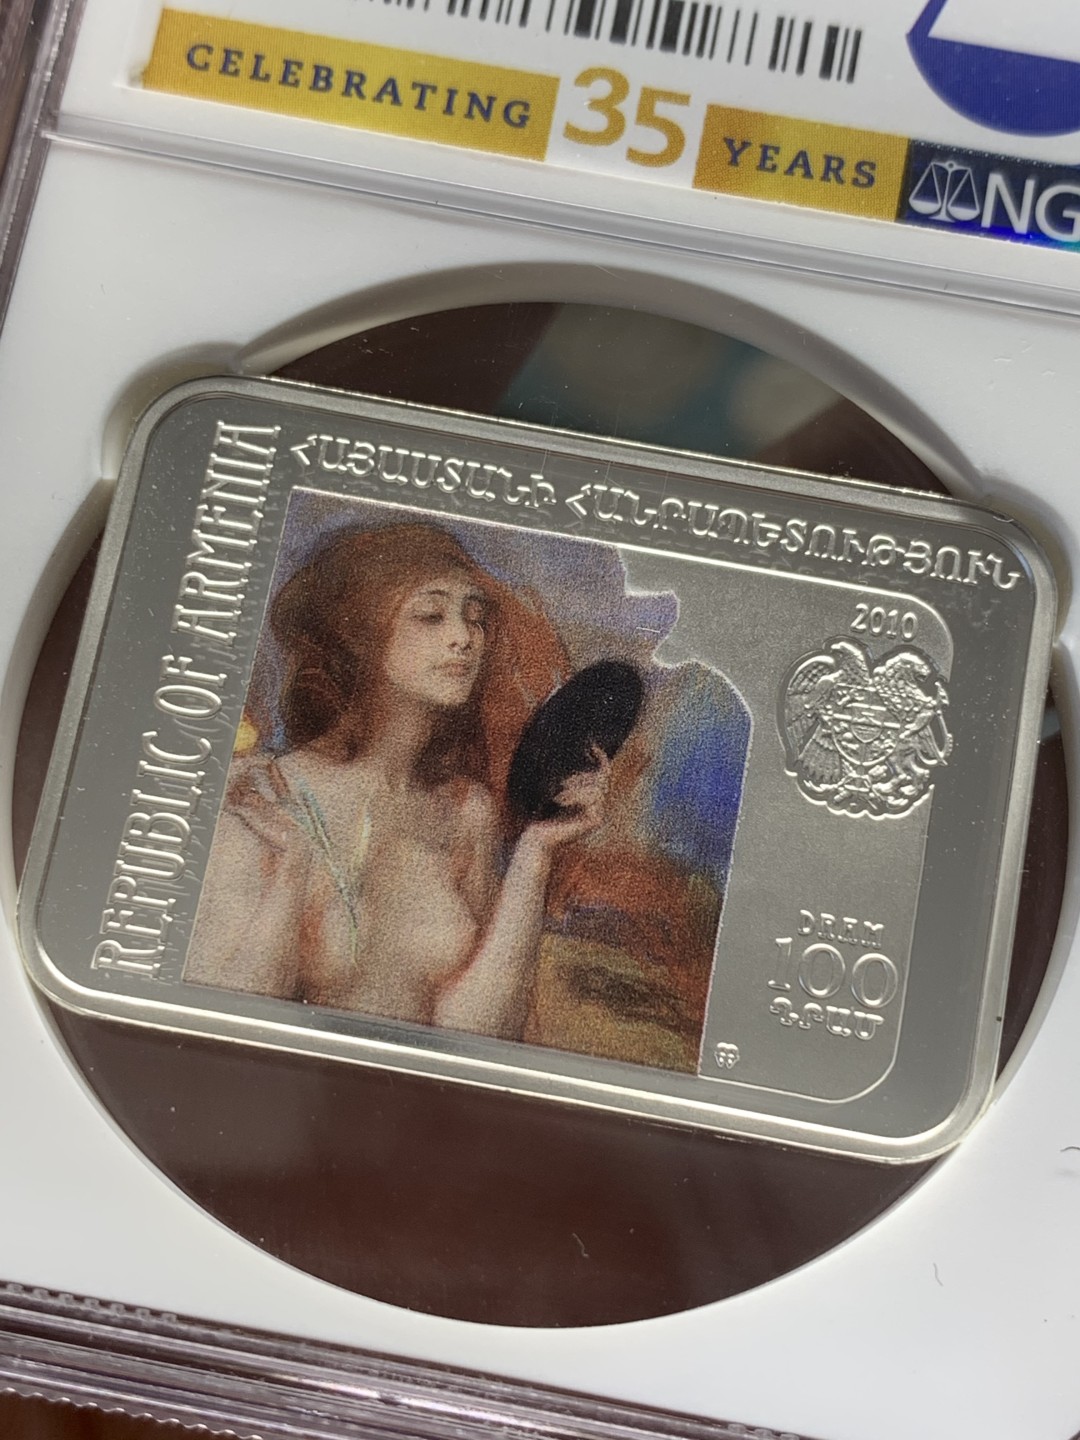 CELEBRATING 35 YEARS
NG
ՀԱՅԱՍՏԱՆԻ ՀԱՆՐԱՊԵՏՈՒԹՅՈՒՆ
REPUBLIC OF ARMENIA
2010
DRAM
100
ԴՐԱՄ